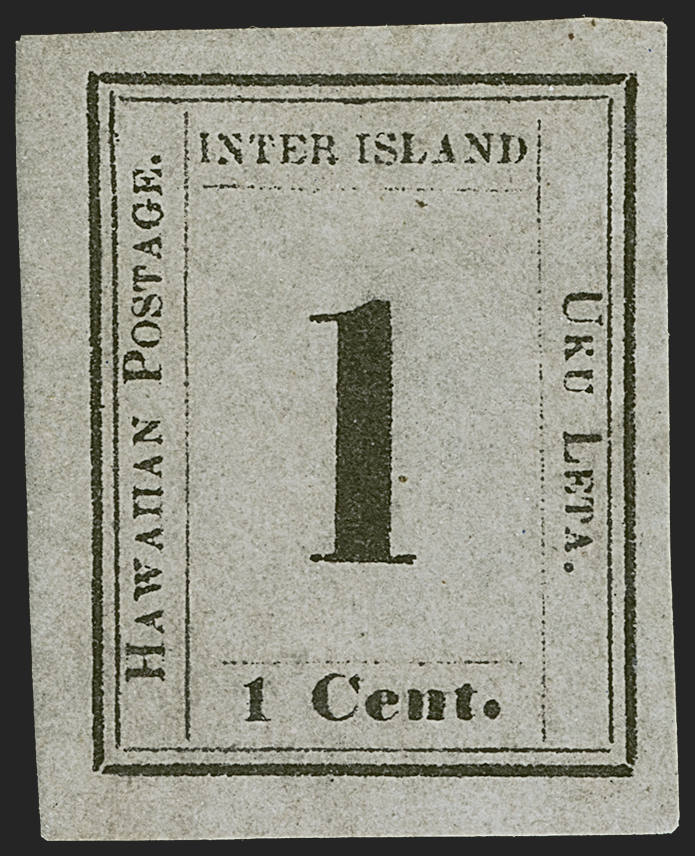 INTER ISLAND
HAWAIIAN POSTAGE.
1
UKU LETA.
1 Cent.